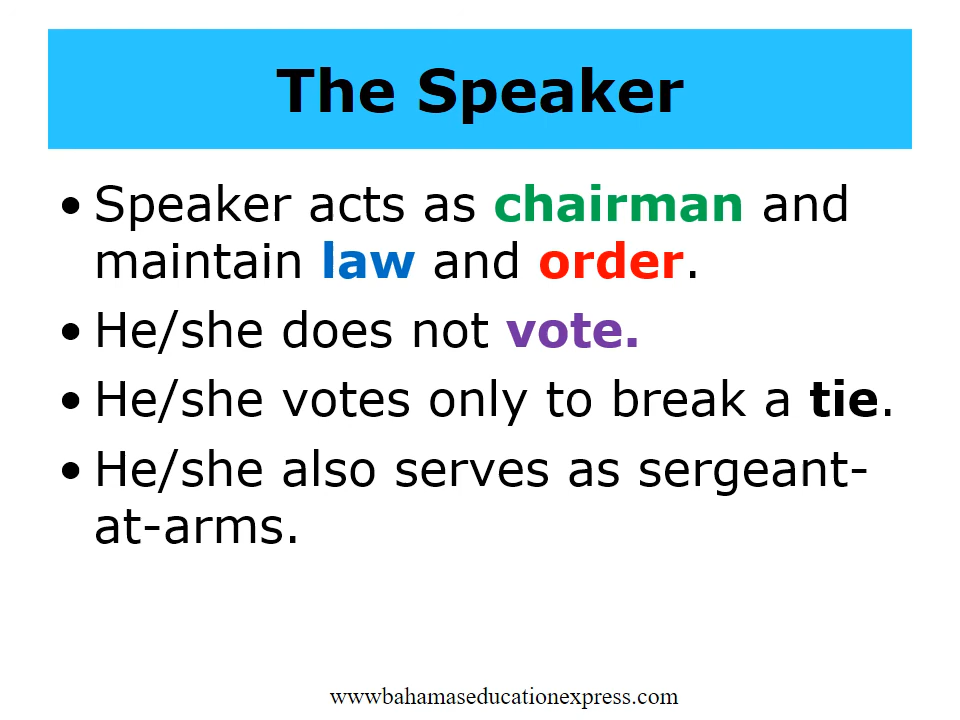 The Speaker
• Speaker acts as chairman and
maintain law and order.
• He/she does not vote.
• He/she votes only to break a tie.
• He/she also serves as sergeant-
at-arms.
wwwbahamaseducationexpress.com